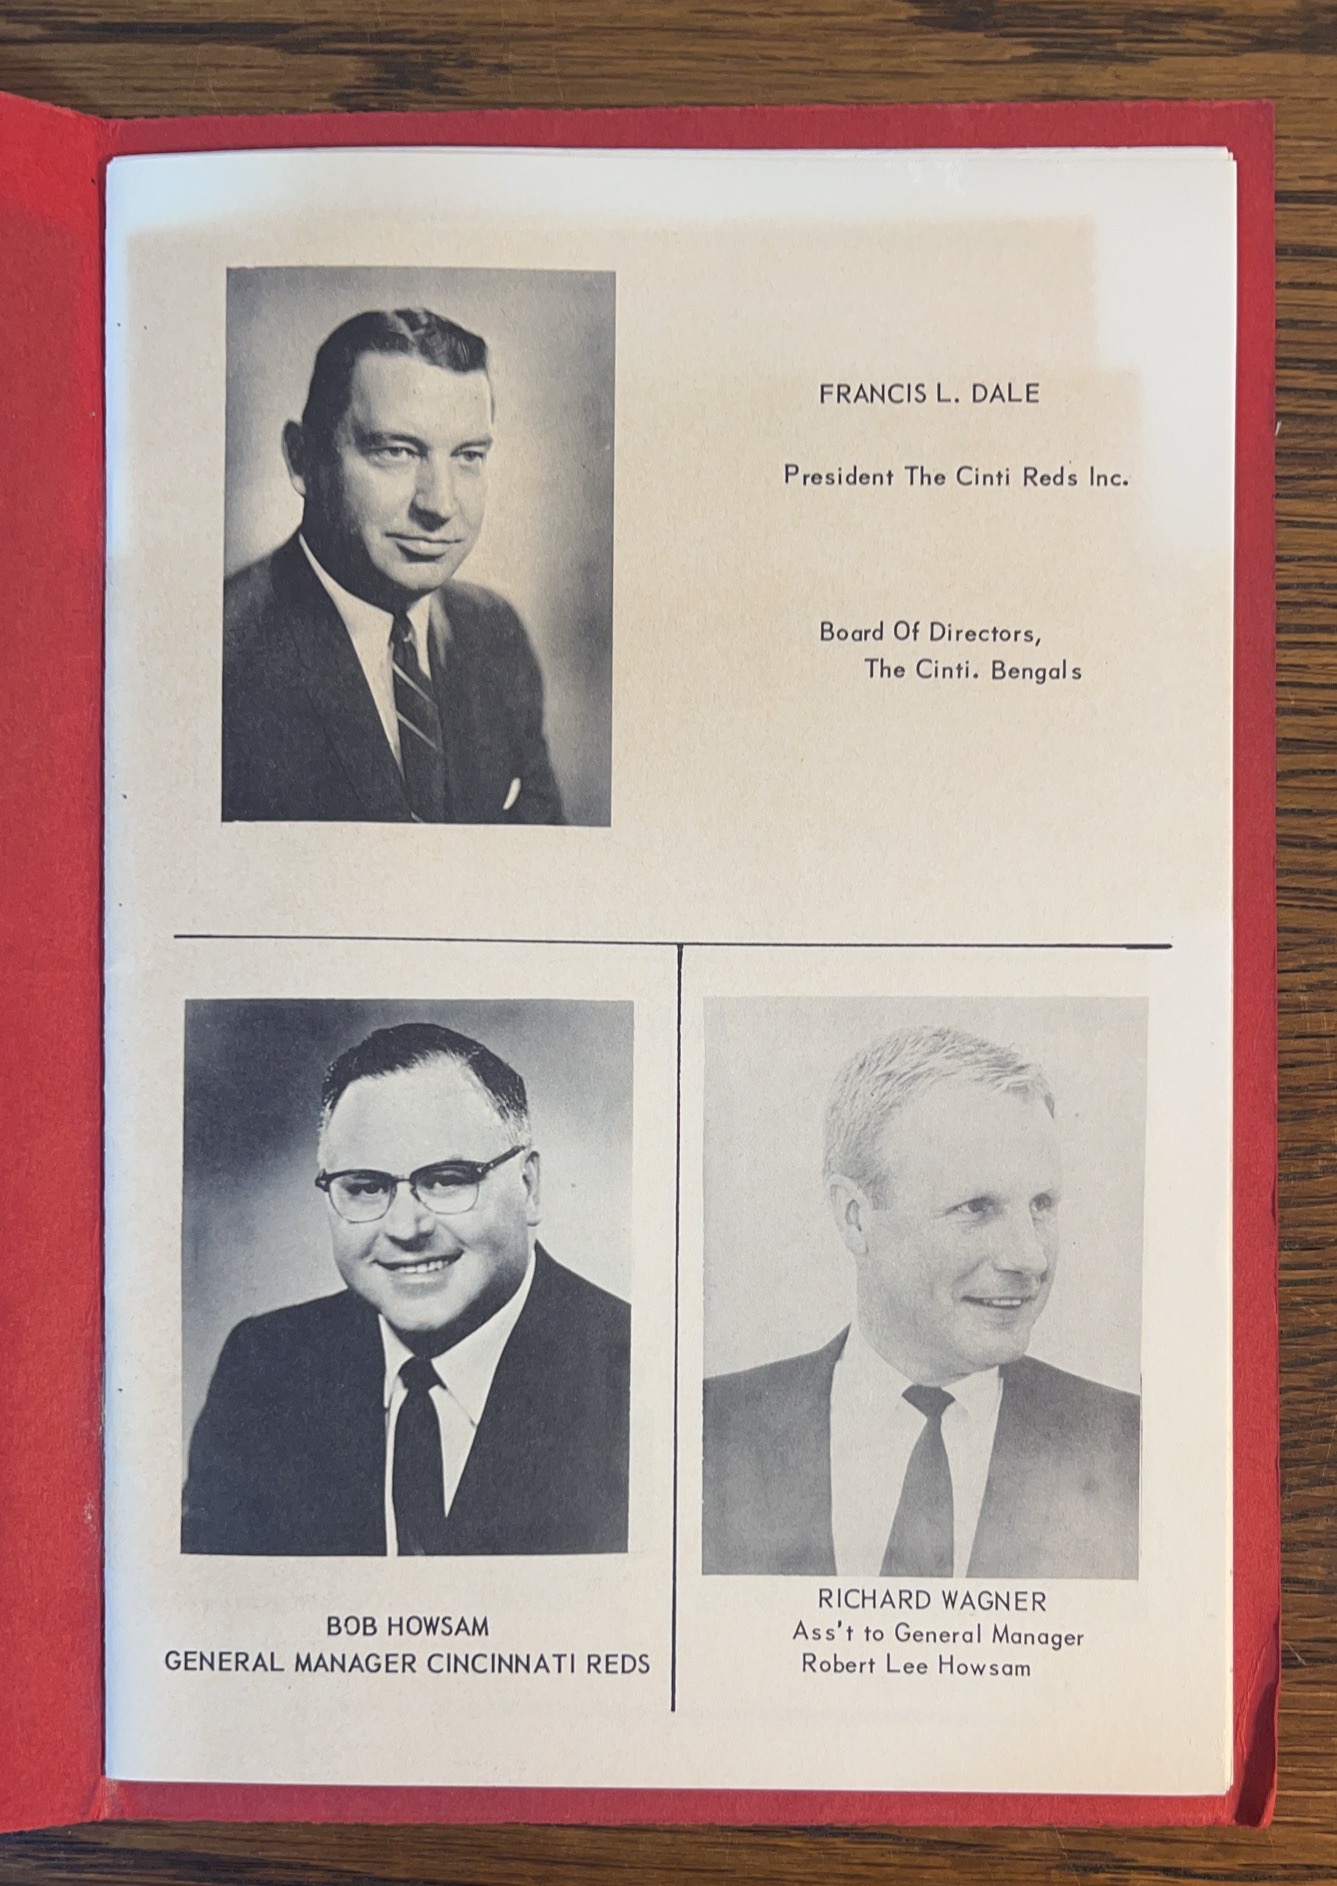 FRANCIS L. DALE
President The Cinti Reds Inc.
Board Of Directors,
The Cinti. Bengals
BOB HOWSAM
GENERAL MANAGER CINCINNATI REDS
RICHARD WAGNER
Ass't to General Manager
Robert Lee Howsam